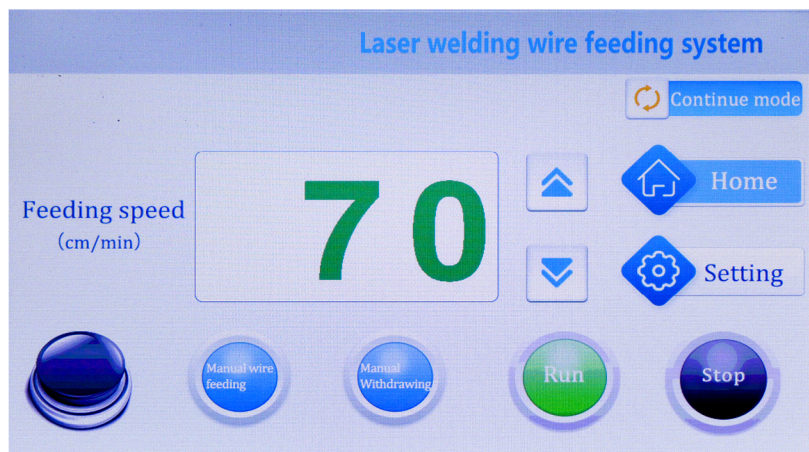 Laser welding wire feeding system
Continue mode
Home
Feeding speed
(cm/min)
70
Setting
Manual wire
feeding
Manual
Withdrawing
Run
Stop